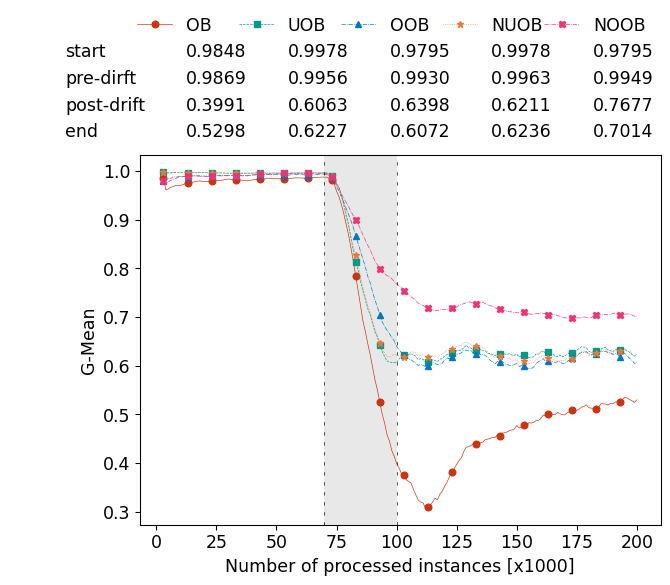 OB UOB OOB NUOB NOOB
start 0.9848 0.9978 0.9795 0.9978 0.9795
pre-dirft 0.9869 0.9956 0.9930 0.9963 0.9949
post-drift 0.3991 0.6063 0.6398 0.6211 0.7677
end 0.5298 0.6227 0.6072 0.6236 0.7014
1.0
0.9
0.8
0.7
0.6
0.5
0.4
0.3
G-Mean
0 25 50 75 100 125 150 175 200
Number of processed instances [x1000]